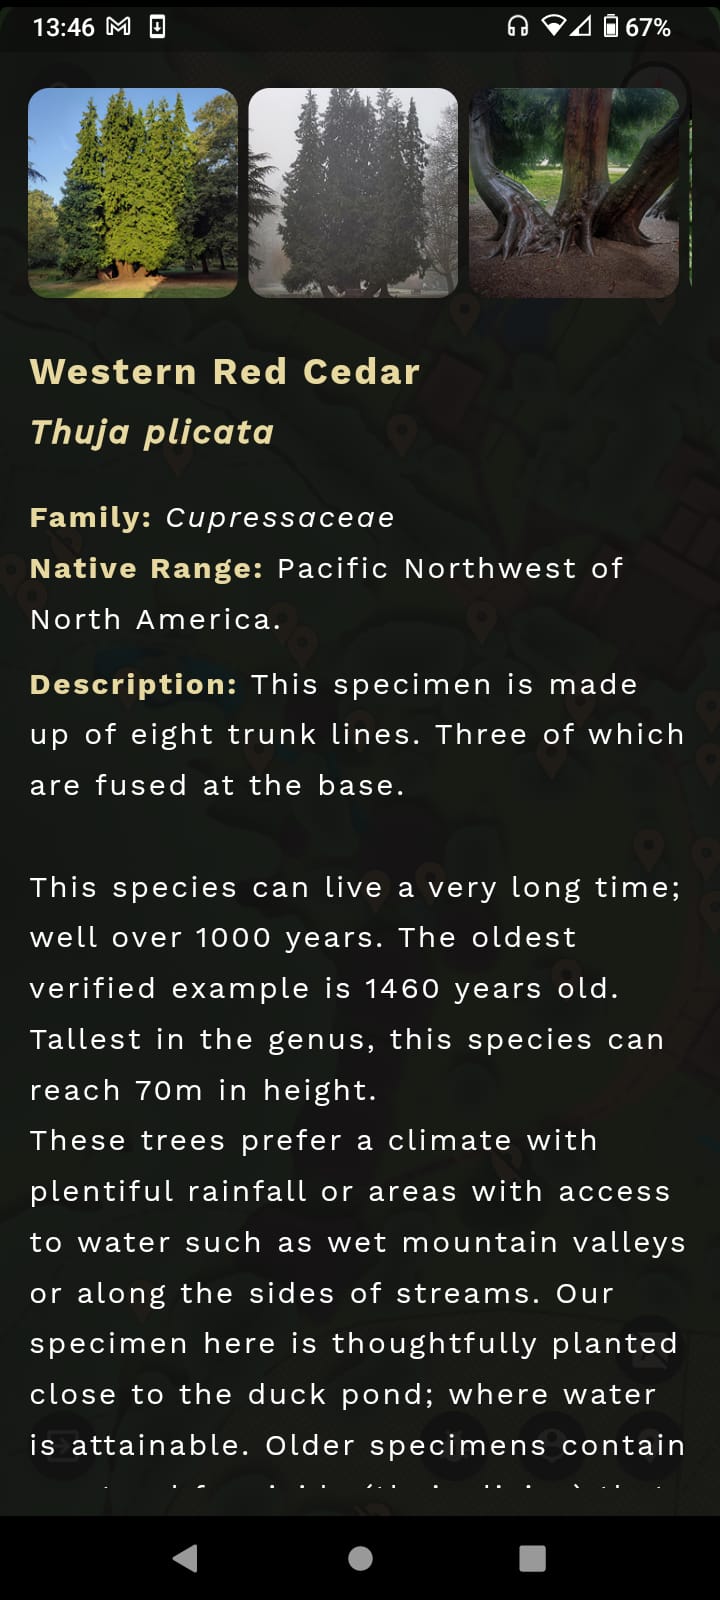 13:46 67%
Western Red Cedar
Thuja plicata
Family: Cupressaceae
Native Range: Pacific Northwest of
North America.
Description: This specimen is made
up of eight trunk lines. Three of which
are fused at the base.
This species can live a very long time;
well over 1000 years. The oldest
verified example is 1460 years old.
Tallest in the genus, this species can
reach 70m in height.
These trees prefer a climate with
plentiful rainfall or areas with access
to water such as wet mountain valleys
or along the sides of streams. Our
specimen here is thoughtfully planted
close to the duck pond; where water
is attainable. Older specimens contain